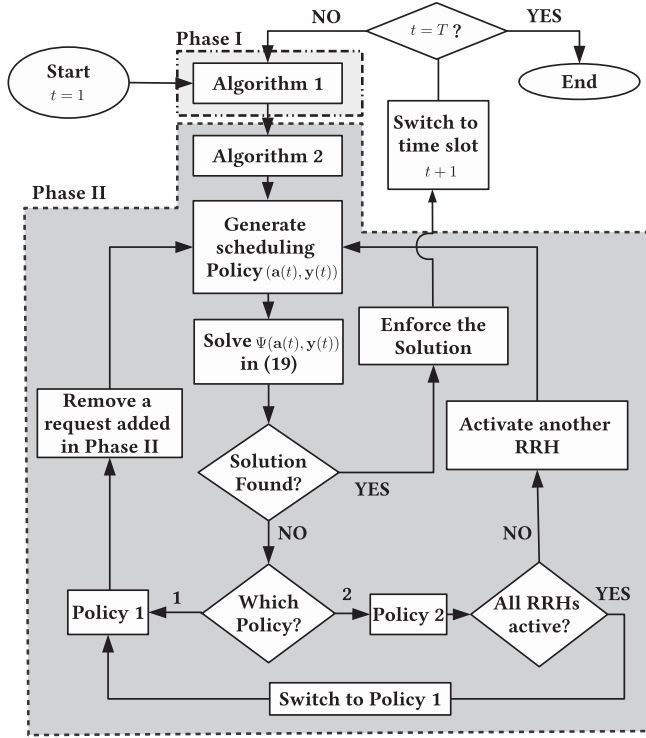 NO
t = T ?
YES
Phase I
Start
t = 1
Algorithm 1
End
Switch to
time slot
t + 1
Algorithm 2
Phase II
Generate
scheduling
Policy (a(t), y(t))
Solve Ψ(a(t), y(t))
in (19)
Enforce the
Solution
Remove a
request added
in Phase II
Activate another
RRH
Solution
Found?
YES
NO
NO
Policy 1
1
Which
Policy?
2
Policy 2
All RRHs
active?
YES
Switch to Policy 1